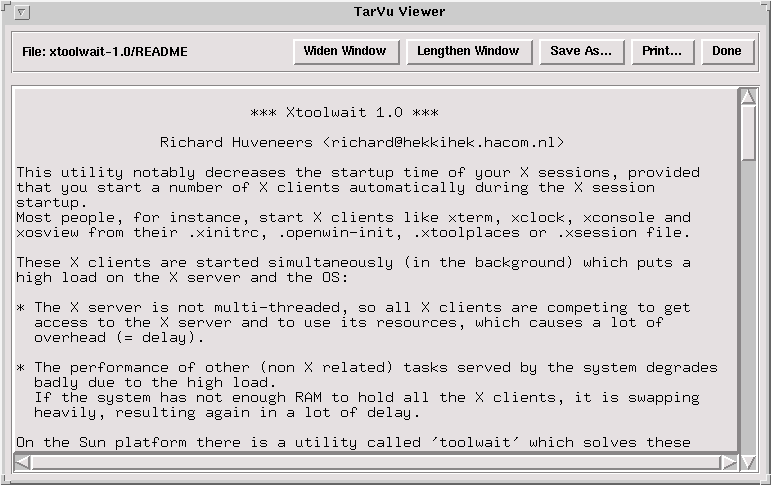 TarVu Viewer
File: xtoolwait-1.0/README
Widen Window
Lengthen Window
Save As...
Print...
Done
*** Xtoolwait 1.0 ***
Richard Huveneers <richard@hekkihek.hacom.nl>
This utility notably decreases the startup time of your X sessions, provided
that you start a number of X clients automatically during the X session
startup.
Most people, for instance, start X clients like xterm, xclock, xconsole and
xosview from their .xinitrc, .openwin-init, .xtoolplaces or .xsession file.
These X clients are started simultaneously (in the background) which puts a
high load on the X server and the OS:
* The X server is not multi-threaded, so all X clients are competing to get
access to the X server and to use its resources, which causes a lot of
overhead (= delay).
* The performance of other (non X related) tasks served by the system degrades
badly due to the high load.
If the system has not enough RAM to hold all the X clients, it is swapping
heavily, resulting again in a lot of delay.
On the Sun platform there is a utility called 'toolwait' which solves these